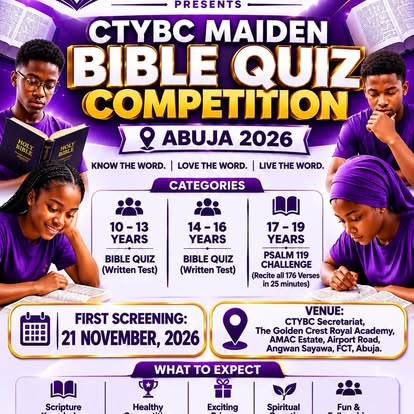 PRESENTS
CTYBC MAIDEN
BIBLE QUIZ
COMPETITION
ABUJA 2026
KNOW THE WORD. | LOVE THE WORD. | LIVE THE WORD.
HOLY BIBLE
HOLY BIBLE
CATEGORIES
10 – 13
YEARS
BIBLE QUIZ
(Written Test)
14 – 16
YEARS
BIBLE QUIZ
(Written Test)
17 – 19
YEARS
PSALM 119
CHALLENGE
(Recite all 176 Verses
in 25 minutes)
FIRST SCREENING:
21 NOVEMBER, 2026
VENUE:
CTYBC Secretariat,
The Golden Crest Royal Academy,
AMAC Estate, Airport Road,
Angwan Sayawa, FCT, Abuja.
WHAT TO EXPECT
Scripture
Healthy
Exciting
Spiritual
Fun &